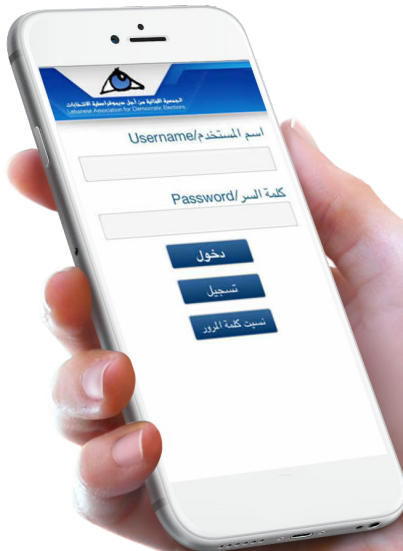 الجمعية اللبنانية من أجل ديموقراطية الانتخابات
Lebanese Association for Democratic Elections
اسم المستخدم/Username
كلمة السر/Password
دخول
تسجيل
نسيت كلمة المرور